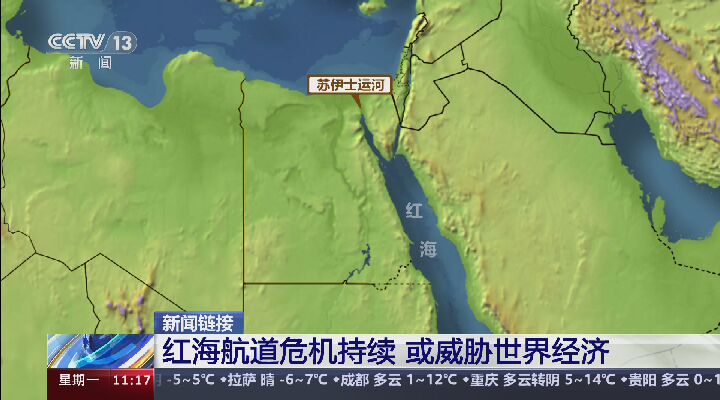 CCTV 13
新闻
苏伊士运河
红
海
新闻链接
红海航道危机持续 或威胁世界经济
星期一 11:17 -5~5℃ •拉萨 晴 -6~7℃ •成都 多云 1~12℃ •重庆 多云转阴 5~14℃ •贵阳 多云 0~1